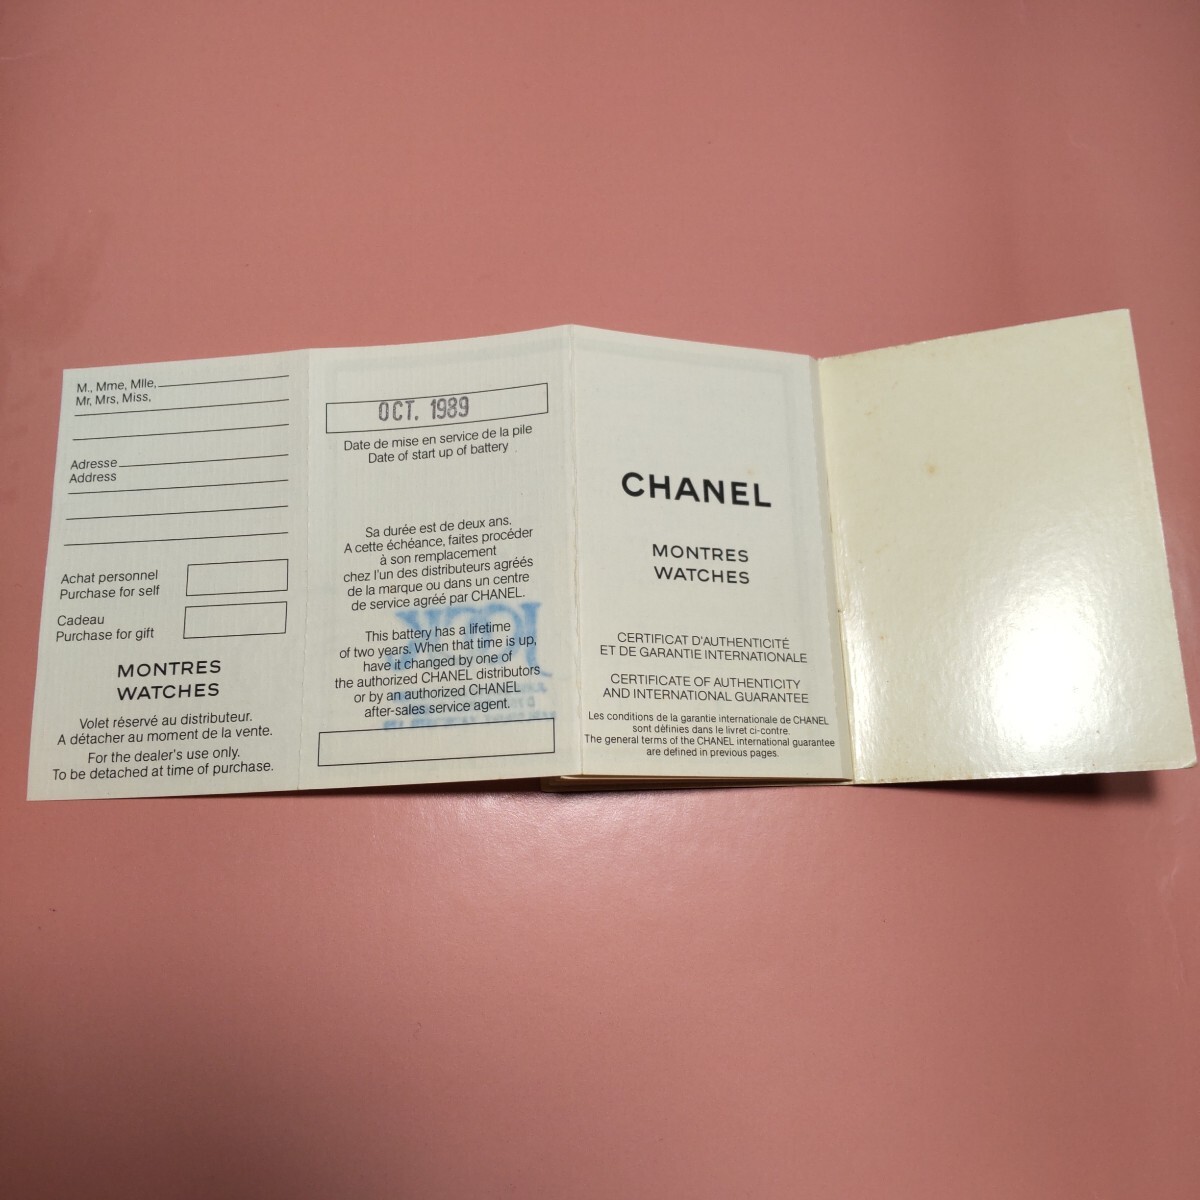 M., Mme, Mlle,
Mr, Mrs, Miss,
Adresse
Address
Achat personnel
Purchase for self
Cadeau
Purchase for gift
MONTRES
WATCHES
Volet réservé au distributeur.
A détacher au moment de la vente.
For the dealer's use only.
To be detached at time of purchase.
OCT. 1989
Date de mise en service de la pile
Date of start up of battery
Sa durée est de deux ans.
A cette échéance, faites procéder
à son remplacement
chez l'un des distributeurs agréés
de la marque ou dans un centre
de service agréé par CHANEL.
This battery has a lifetime
of two years. When that time is up,
have it changed by one of
the authorized CHANEL distributors
or by an authorized CHANEL
after-sales service agent.
CHANEL
MONTRES
WATCHES
CERTIFICAT D'AUTHENTICITÉ
ET DE GARANTIE INTERNATIONALE
CERTIFICATE OF AUTHENTICITY
AND INTERNATIONAL GUARANTEE
Les conditions de la garantie internationale de CHANEL
sont définies dans le livret ci-contre.
The general terms of the CHANEL international guarantee
are defined in previous pages.